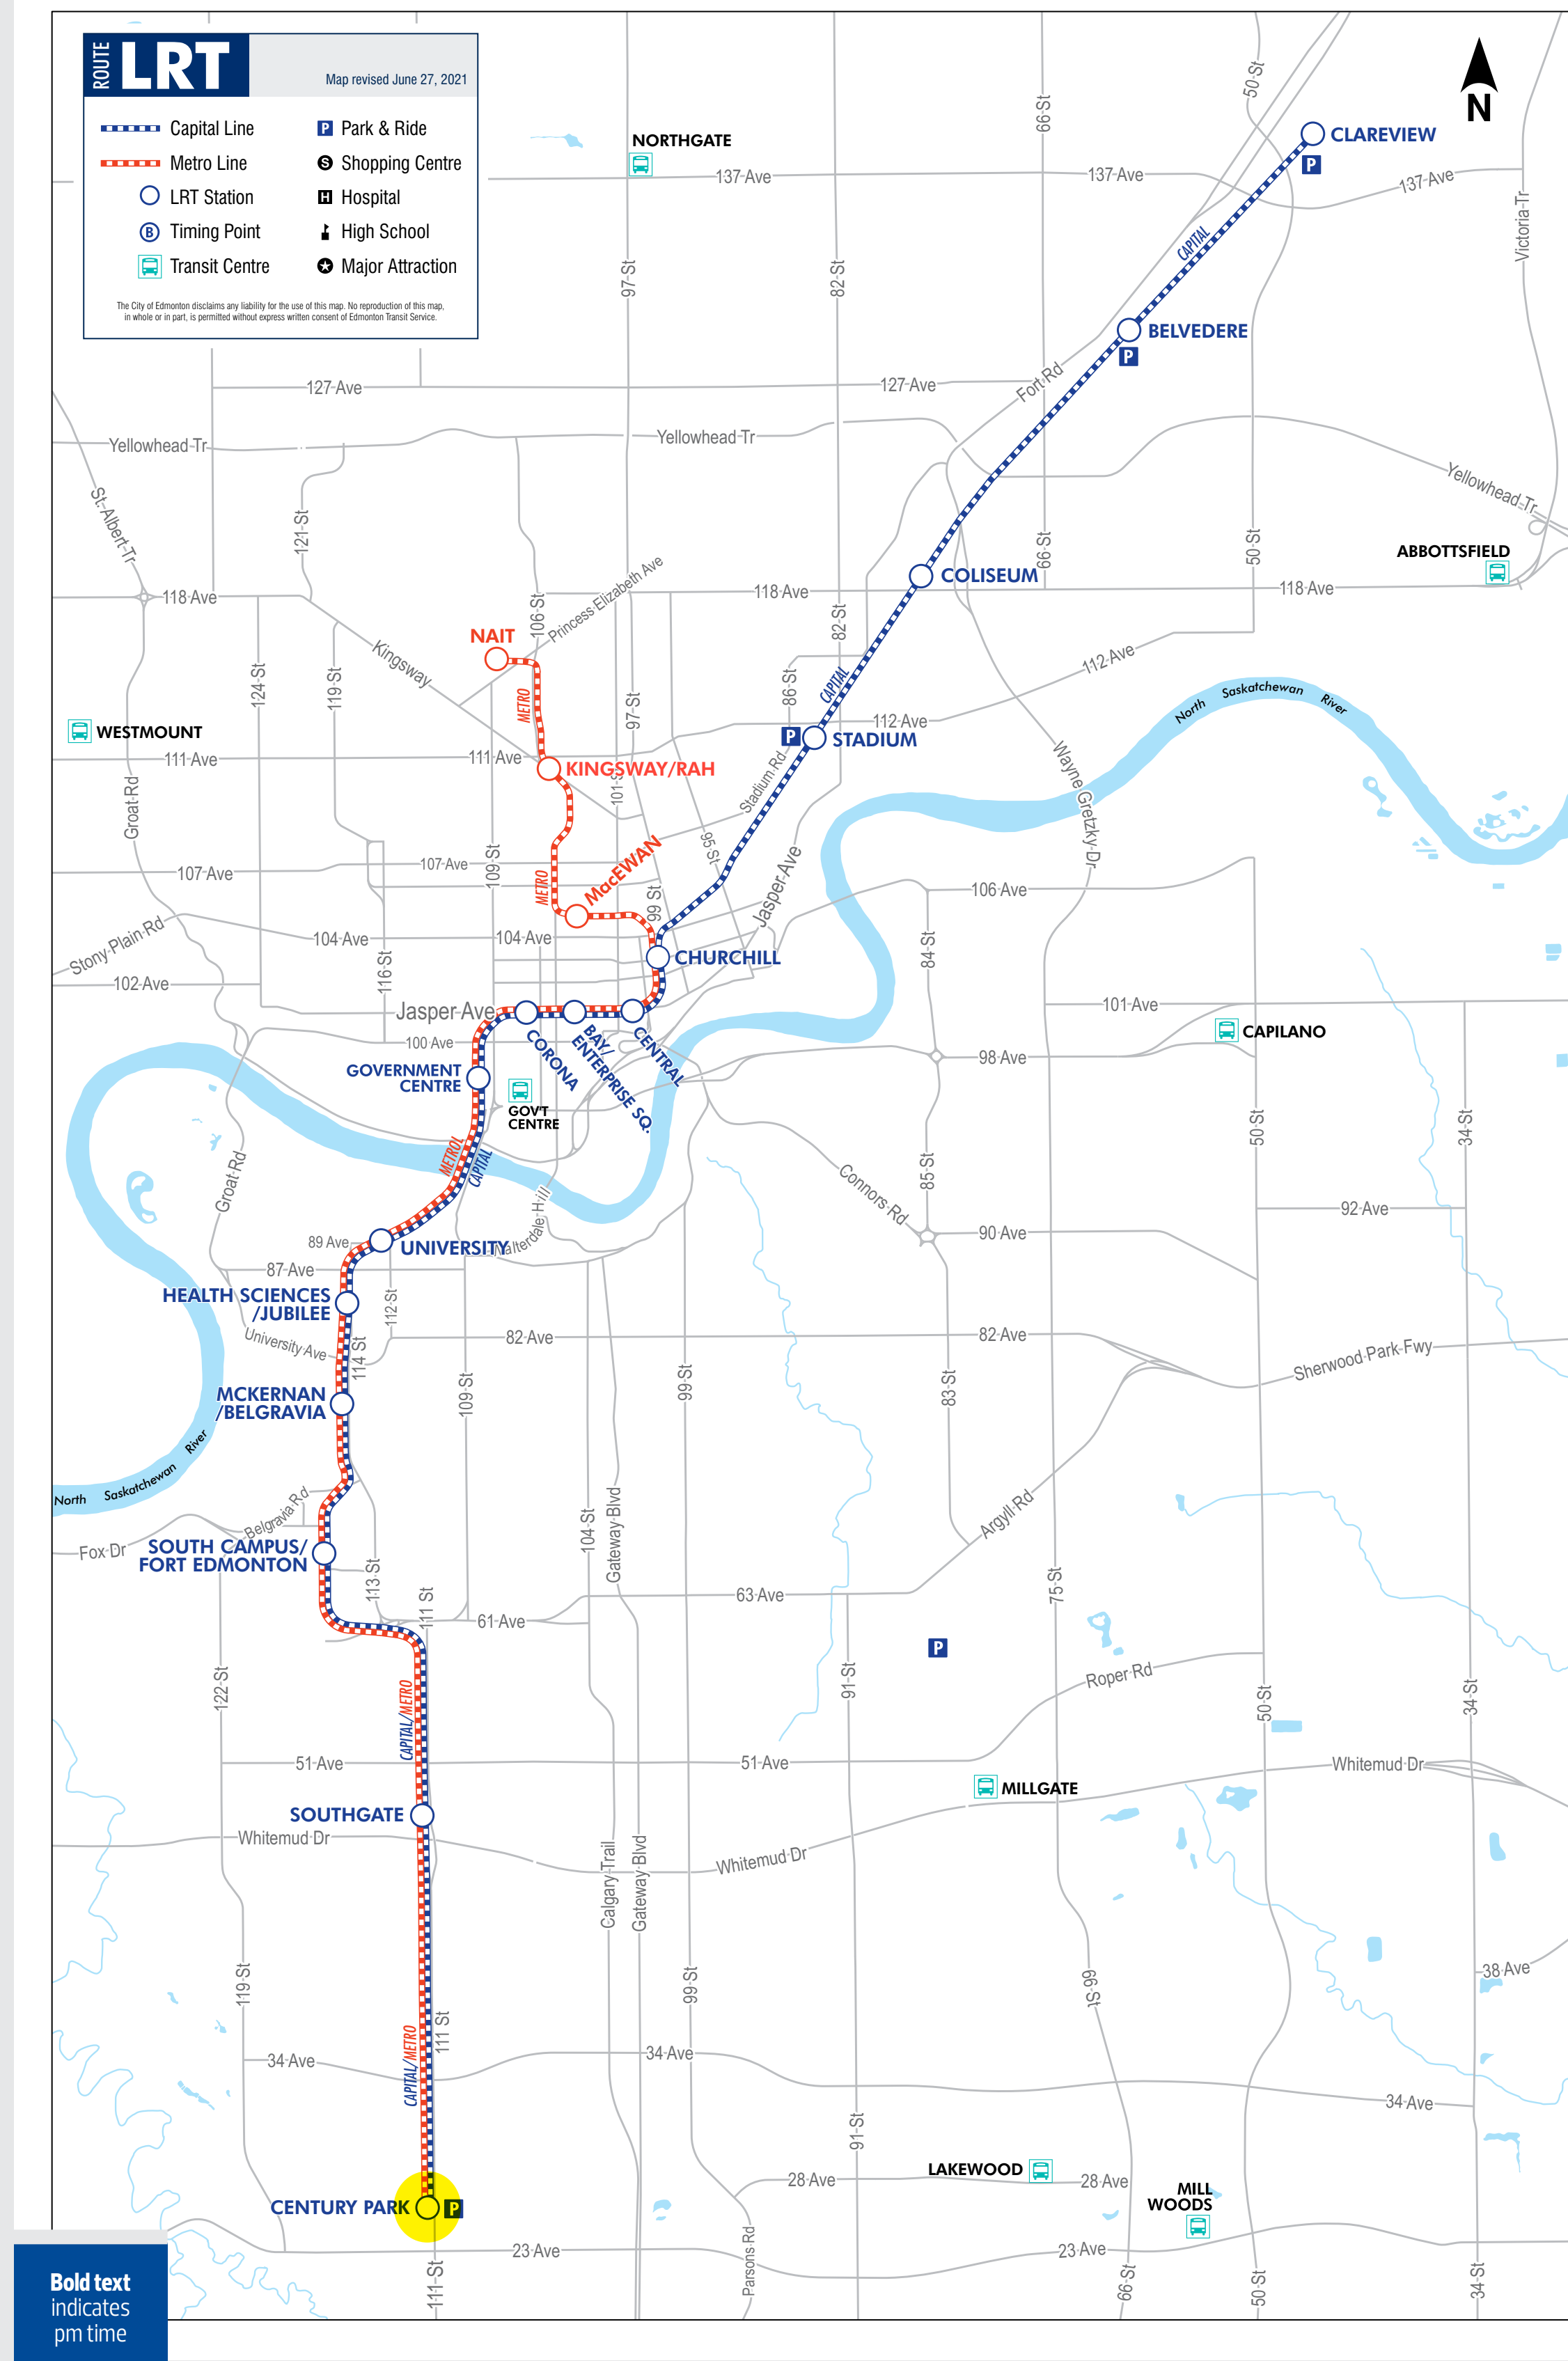 ROUTE
LRT
Map revised June 27, 2021
Capital Line
Metro Line
LRT Station
B
Timing Point
Transit Centre
P
Park & Ride
S
Shopping Centre
H
Hospital
High School
Major Attraction
The City of Edmonton disclaims any liability for the use of this map. No reproduction of this map,
in whole or in part, is permitted without express written consent of Edmonton Transit Service.
N
50 St
66 St
CLAREVIEW
P
NORTHGATE
137 Ave
137 Ave
137 Ave
Victoria Tr
CAPITAL
97 St
82 St
BELVEDERE
P
127 Ave
127 Ave
Fort Rd
Yellowhead Tr
Yellowhead Tr
Yellowhead Tr
St. Albert Tr
121 St
66 St
50 St
ABBOTTSFIELD
COLISEUM
118 Ave
118 Ave
118 Ave
106 St
Princess Elizabeth Ave
82 St
NAIT
Kingsway
124 St
119 St
METRO
97 St
86 St
CAPITAL
112 Ave
112 Ave
North Saskatchewan River
WESTMOUNT
P
STADIUM
111 Ave
111 Ave
KINGSWAY/RAH
101 St
Stadium Rd
Wayne Gretzky Dr
Groat Rd
95 St
107 Ave
107 Ave
109 St
METRO
MacEWAN
99 St
Jasper Ave
106 Ave
Stony Plain Rd
104 Ave
104 Ave
84 St
116 St
CHURCHILL
102 Ave
Jasper Ave
101 Ave
CAPILANO
100 Ave
CORONA
BAY/
ENTERPRISE SQ.
CENTRAL
98 Ave
GOVERNMENT
CENTRE
GOV'T
CENTRE
50 St
34 St
METROL
CAPITAL
Groat Rd
Connors Rd
85 St
Walterdale Hill
92 Ave
90 Ave
89 Ave
UNIVERSITY
87 Ave
HEALTH SCIENCES
/JUBILEE
112 St
University Ave
114 St
82 Ave
82 Ave
Sherwood Park Fwy
MCKERNAN
/BELGRAVIA
109 St
99 St
83 St
North Saskatchewan River
Belgravia Rd
Fox Dr
SOUTH CAMPUS/
FORT EDMONTON
104 St
Gateway Blvd
Argyll Rd
113 St
111 St
61 Ave
63 Ave
75 St
P
122 St
91 St
Roper Rd
50 St
34 St
CAPITAL/METRO
51 Ave
51 Ave
Whitemud Dr
MILLGATE
SOUTHGATE
Whitemud Dr
Whitemud Dr
Calgary Trail
Gateway Blvd
119 St
99 St
66 St
38 Ave
111 St
CAPITAL/METRO
34 Ave
34 Ave
34 Ave
91 St
LAKEWOOD
28 Ave
28 Ave
MILL
WOODS
CENTURY PARK
P
23 Ave
23 Ave
111 St
Parsons Rd
66 St
50 St
34 St
Bold text
indicates
pm time